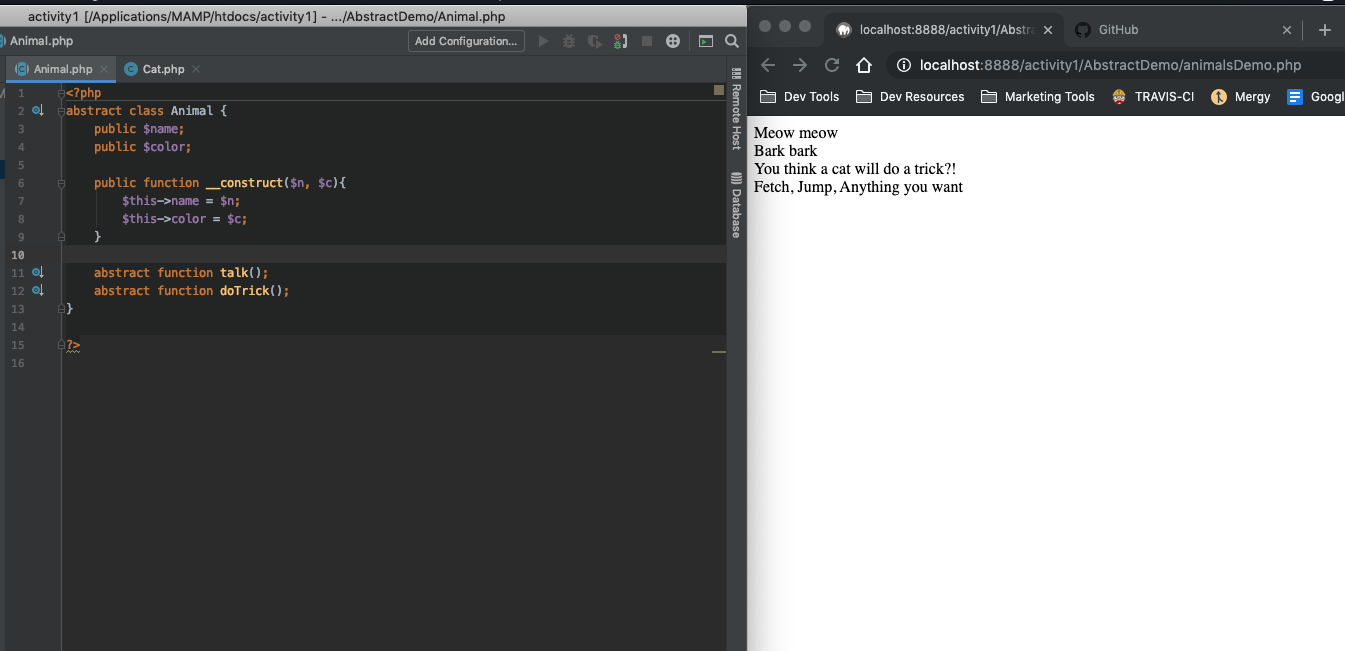 activity1 [/Applications/MAMP/htdocs/activity1] - .../AbstractDemo/Animal.php
Animal.php
Add Configuration...
Animal.php
Cat.php
1 <?php
2 abstract class Animal {
3 public $name;
4 public $color;
5
6 public function __construct($n, $c){
7 $this->name = $n;
8 $this->color = $c;
9 }
10
11 abstract function talk();
12 abstract function doTrick();
13 }
14
15 ?>
16
Remote Host
Database
localhost:8888/activity1/Abstra
GitHub
localhost:8888/activity1/AbstractDemo/animalsDemo.php
Dev Tools
Dev Resources
Marketing Tools
TRAVIS-CI
Mergy
Googl
Meow meow
Bark bark
You think a cat will do a trick?!
Fetch, Jump, Anything you want